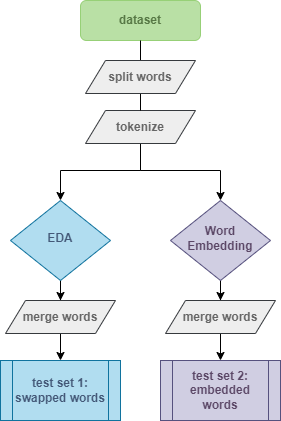 dataset
split words
tokenize
EDA
Word
Embedding
merge words
merge words
test set 1:
swapped words
test set 2:
embedded
words